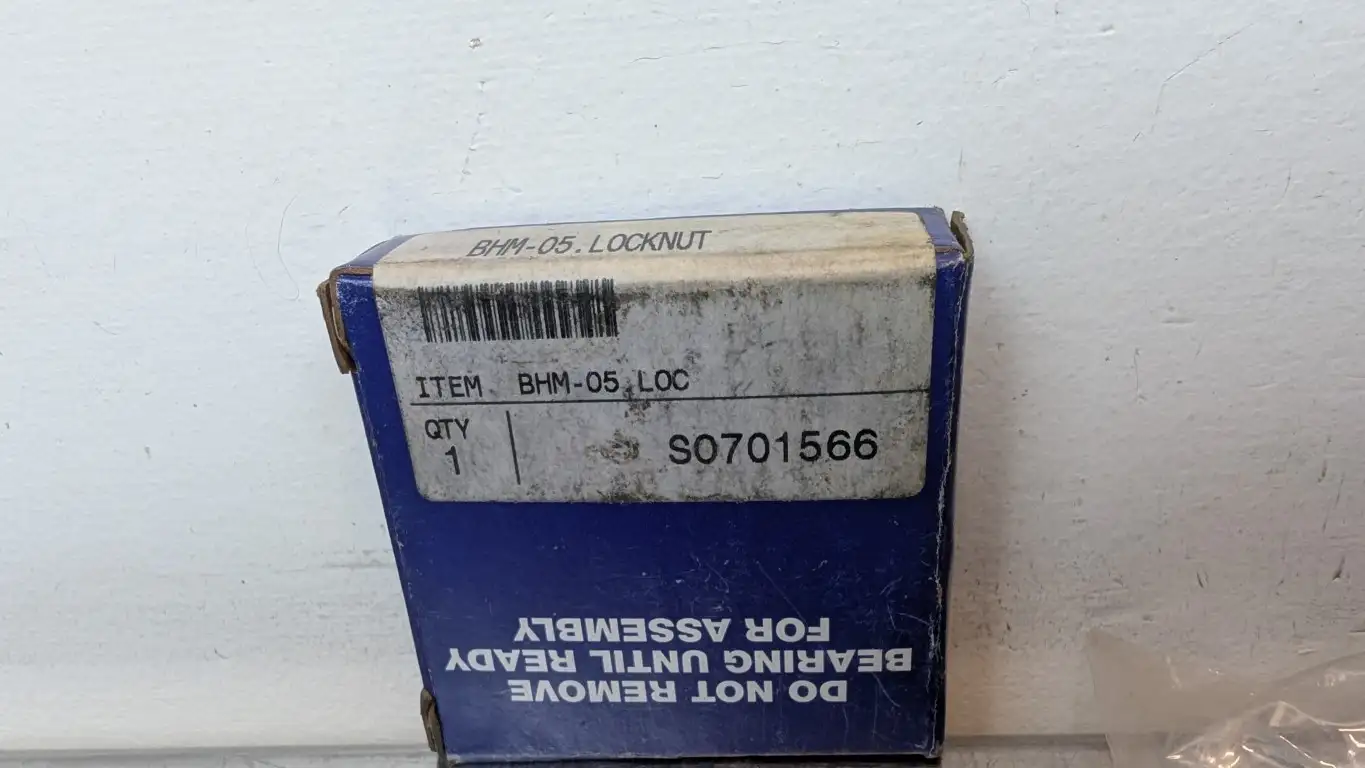 BHM-05.LOCKNUT
ITEM BHM-05.LOC
QTY
1
S0701566
DO NOT REMOVE
BEARING UNTIL READY
FOR ASSEMBLY